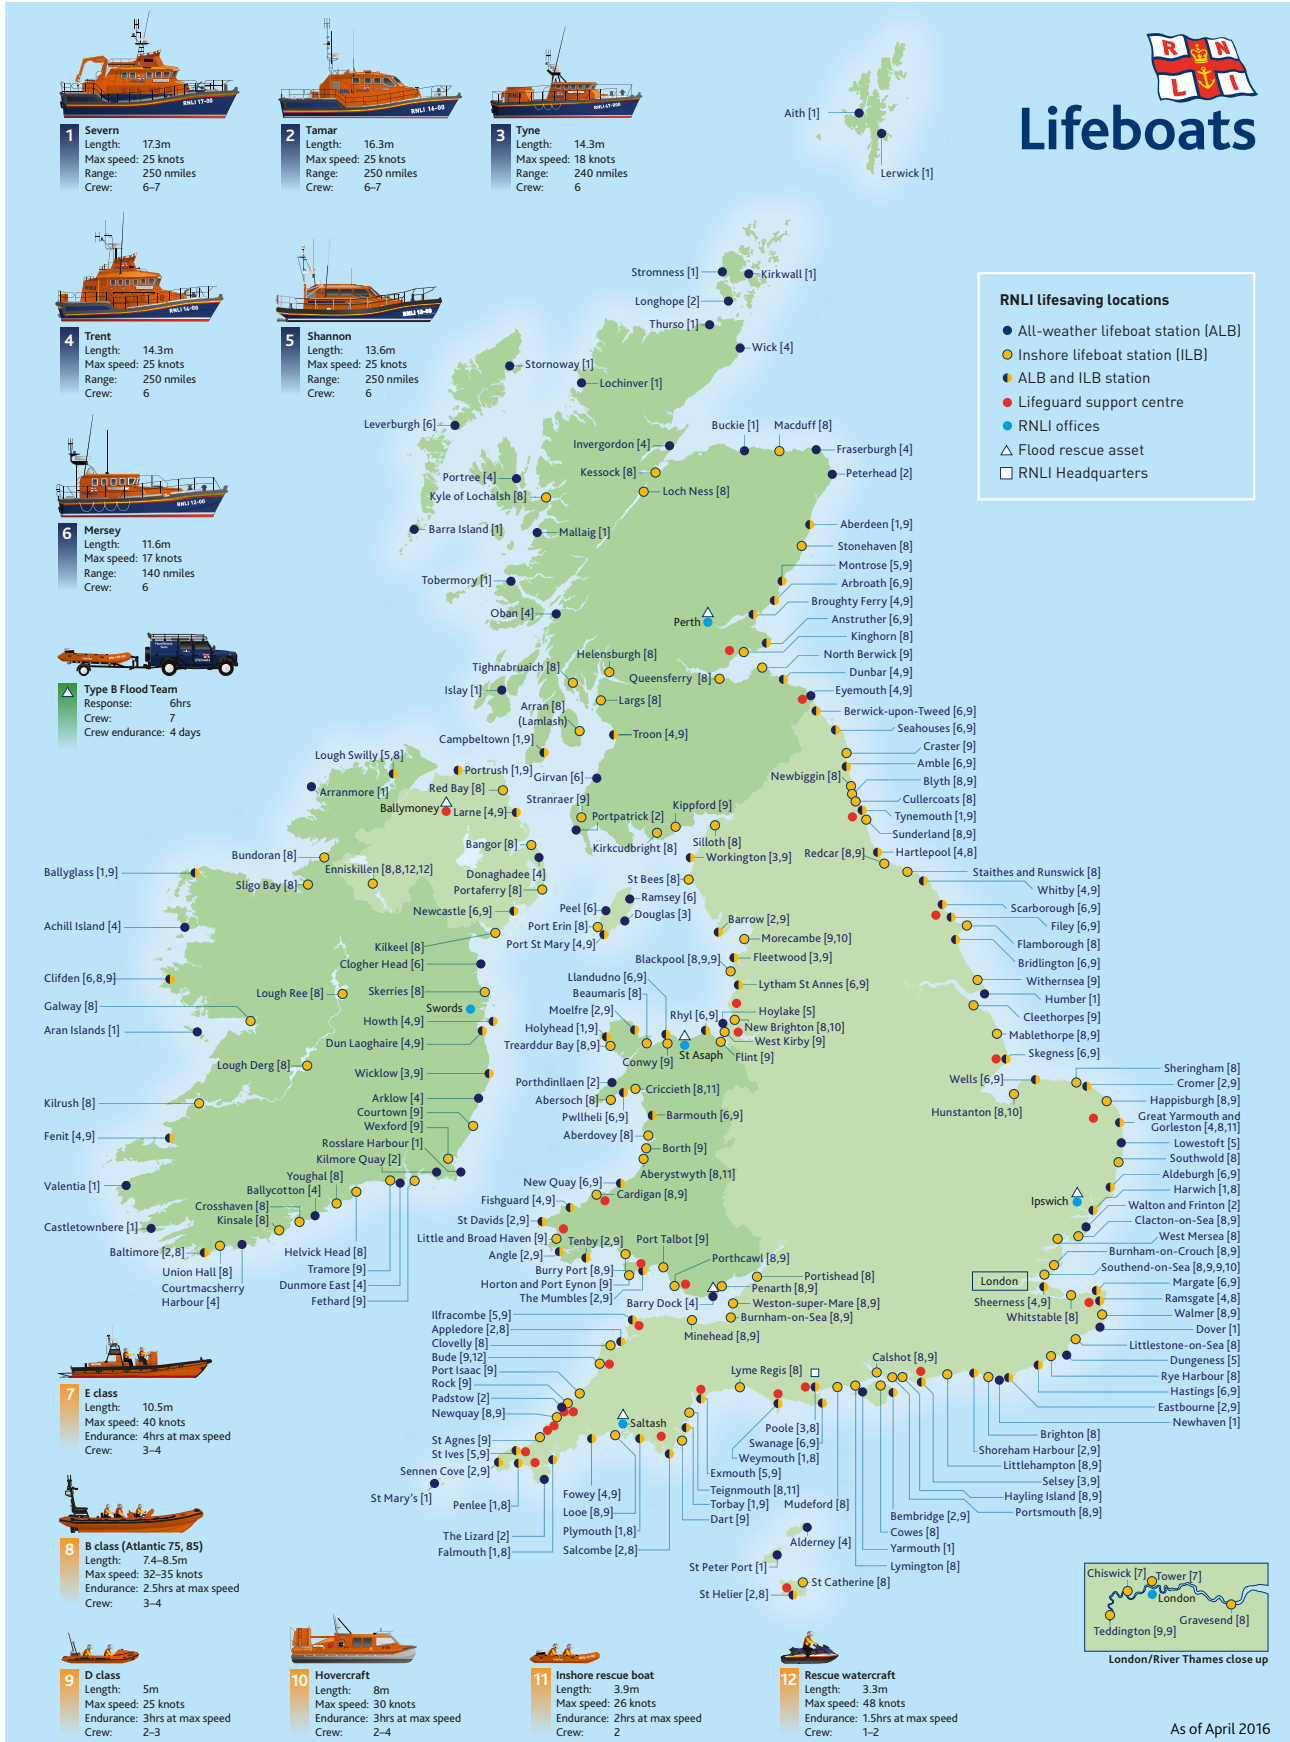 R N
L I
Lifeboats
RNLI 17-00
1
Severn
Length: 17.3m
Max speed: 25 knots
Range: 250 nmiles
Crew: 6–7
RNLI 16-00
2
Tamar
Length: 16.3m
Max speed: 25 knots
Range: 250 nmiles
Crew: 6–7
3
Tyne
Length: 14.3m
Max speed: 18 knots
Range: 240 nmiles
Crew: 6
RNLI 14-00
4
Trent
Length: 14.3m
Max speed: 25 knots
Range: 250 nmiles
Crew: 6
5
Shannon
Length: 13.6m
Max speed: 25 knots
Range: 250 nmiles
Crew: 6
RNLI 12-00
6
Mersey
Length: 11.6m
Max speed: 17 knots
Range: 140 nmiles
Crew: 6
Lifeboats
Type B Flood Team
Response: 6hrs
Crew: 7
Crew endurance: 4 days
RNLI lifesaving locations
All-weather lifeboat station (ALB)
Inshore lifeboat station (ILB)
ALB and ILB station
Lifeguard support centre
RNLI offices
Flood rescue asset
RNLI Headquarters
Aith [1]
Lerwick [1]
Stromness [1]
Kirkwall [1]
Longhope [2]
Thurso [1]
Wick [4]
Stornoway [1]
Lochinver [1]
Leverburgh [6]
Invergordon [4]
Buckie [1]
Macduff [8]
Fraserburgh [4]
Peterhead [2]
Kessock [8]
Loch Ness [8]
Portree [4]
Kyle of Lochalsh [8]
Barra Island [1]
Mallaig [1]
Tobermory [1]
Oban [4]
Aberdeen [1,9]
Stonehaven [8]
Montrose [5,9]
Arbroath [6,9]
Broughty Ferry [4,9]
Anstruther [6,9]
Kinghorn [8]
North Berwick [9]
Dunbar [4,9]
Eyemouth [4,9]
Berwick-upon-Tweed [6,9]
Seahouses [6,9]
Craster [9]
Amble [6,9]
Newbiggin [8]
Blyth [8,9]
Cullercoats [8]
Tynemouth [1,9]
Sunderland [8,9]
Hartlepool [4,8]
Redcar [8,9]
Staithes and Runswick [8]
Whitby [4,9]
Scarborough [6,9]
Filey [6,9]
Flamborough [8]
Bridlington [6,9]
Withernsea [9]
Humber [1]
Cleethorpes [9]
Mablethorpe [8,9]
Skegness [6,9]
Perth
Helensburgh [8]
Tighnabruaich [8]
Queensferry [8]
Islay [1]
Largs [8]
Arran [8]
(Lamlash)
Troon [4,9]
Campbeltown [1,9]
Girvan [6]
Stranraer [9]
Portpatrick [2]
Kippford [9]
Kirkcudbright [8]
Silloth [8]
Workington [3,9]
St Bees [8]
Lough Swilly [5,8]
Portrush [1,9]
Arranmore [1]
Red Bay [8]
Ballymoney
Larne [4,9]
Bangor [8]
Bundoran [8]
Donaghadee [4]
Enniskillen [8,8,12,12]
Portaferry [8]
Ballyglass [1,9]
Sligo Bay [8]
Newcastle [6,9]
Achill Island [4]
Kilkeel [8]
Clogher Head [6]
Clifden [6,8,9]
Lough Ree [8]
Skerries [8]
Galway [8]
Swords
Howth [4,9]
Aran Islands [1]
Dun Laoghaire [4,9]
Lough Derg [8]
Wicklow [3,9]
Kilrush [8]
Arklow [4]
Courtown [9]
Wexford [9]
Fenit [4,9]
Rosslare Harbour [1]
Kilmore Quay [2]
Valentia [1]
Youghal [8]
Ballycotton [4]
Crosshaven [8]
Kinsale [8]
Castletownbere [1]
Baltimore [2,8]
Union Hall [8]
Courtmacsherry
Harbour [4]
Helvick Head [8]
Tramore [9]
Dunmore East [4]
Fethard [9]
Peel [6]
Ramsey [6]
Douglas [3]
Port Erin [8]
Port St Mary [4,9]
Barrow [2,9]
Morecambe [9,10]
Blackpool [8,9,9]
Fleetwood [3,9]
Lytham St Annes [6,9]
Llandudno [6,9]
Beaumaris [8]
Moelfre [2,9]
Holyhead [1,9]
Trearddur Bay [8,9]
Rhyl [6,9]
Hoylake [5]
New Brighton [8,10]
West Kirby [9]
Conwy [9]
St Asaph
Flint [9]
Porthdinllaen [2]
Criccieth [8,11]
Abersoch [8]
Pwllheli [6,9]
Barmouth [6,9]
Aberdovey [8]
Borth [9]
Aberystwyth [8,11]
New Quay [6,9]
Cardigan [8,9]
Fishguard [4,9]
St Davids [2,9]
Little and Broad Haven [9]
Angle [2,9]
Tenby [2,9]
Port Talbot [9]
Burry Port [8,9]
Horton and Port Eynon [9]
The Mumbles [2,9]
Porthcawl [8,9]
Barry Dock [4]
Portishead [8]
Penarth [8,9]
Weston-super-Mare [8,9]
Burnham-on-Sea [8,9]
Minehead [8,9]
Wells [6,9]
Hunstanton [8,10]
Sheringham [8]
Cromer [2,9]
Happisburgh [8,9]
Great Yarmouth and
Gorleston [4,8,11]
Lowestoft [5]
Southwold [8]
Aldeburgh [6,9]
Harwich [1,8]
Ipswich
Walton and Frinton [2]
Clacton-on-Sea [8,9]
West Mersea [8]
Burnham-on-Crouch [8,9]
Southend-on-Sea [8,9,9,10]
London
Margate [6,9]
Sheerness [4,9]
Ramsgate [4,8]
Whitstable [8]
Walmer [8,9]
Dover [1]
Littlestone-on-Sea [8]
Dungeness [5]
Rye Harbour [8]
Hastings [6,9]
Eastbourne [2,9]
Newhaven [1]
Brighton [8]
Shoreham Harbour [2,9]
Littlehampton [8,9]
Selsey [3,9]
Hayling Island [8,9]
Portsmouth [8,9]
Calshot [8,9]
Bembridge [2,9]
Cowes [8]
Yarmouth [1]
Lymington [8]
Ilfracombe [5,9]
Appledore [2,8]
Clovelly [8]
Bude [9,12]
Port Isaac [9]
Rock [9]
Padstow [2]
Newquay [8,9]
St Agnes [9]
St Ives [5,9]
Sennen Cove [2,9]
St Mary's [1]
Penlee [1,8]
The Lizard [2]
Falmouth [1,8]
Saltash
Lyme Regis [8]
Poole [3,8]
Swanage [6,9]
Weymouth [1,8]
Exmouth [5,9]
Teignmouth [8,11]
Torbay [1,9]
Dart [9]
Mudeford [8]
Fowey [4,9]
Looe [8,9]
Plymouth [1,8]
Salcombe [2,8]
Alderney [4]
St Peter Port [1]
St Catherine [8]
St Helier [2,8]
7
E class
Length: 10.5m
Max speed: 40 knots
Endurance: 4hrs at max speed
Crew: 3–4
8
B class (Atlantic 75, 85)
Length: 7.4–8.5m
Max speed: 32–35 knots
Endurance: 2.5hrs at max speed
Crew: 3–4
9
D class
Length: 5m
Max speed: 25 knots
Endurance: 3hrs at max speed
Crew: 2–3
10
Hovercraft
Length: 8m
Max speed: 30 knots
Endurance: 3hrs at max speed
Crew: 2–4
11
Inshore rescue boat
Length: 3.9m
Max speed: 26 knots
Endurance: 2hrs at max speed
Crew: 2
12
Rescue watercraft
Length: 3.3m
Max speed: 48 knots
Endurance: 1.5hrs at max speed
Crew: 1–2
Chiswick [7]
Tower [7]
London
Gravesend [8]
Teddington [9,9]
London/River Thames close up
As of April 2016